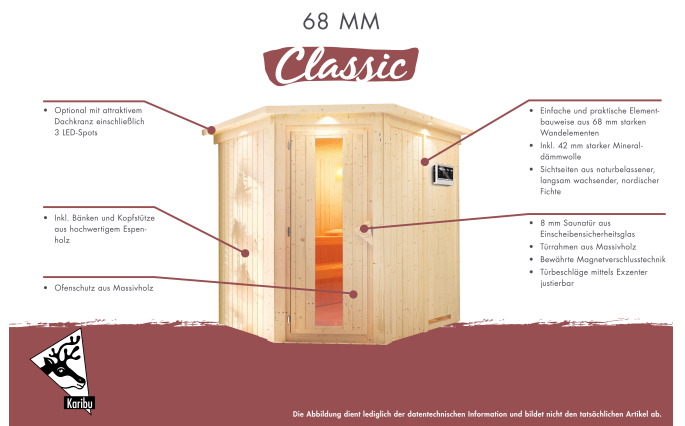 68 MM
Classic
• Optional mit attraktivem
Dachkranz einschließlich
3 LED-Spots
• Inkl. Bänken und Kopfstütze
aus hochwertigem Espen-
holz
• Ofenschutz aus Massivholz
• Einfache und praktische Element-
bauweise aus 68 mm starken
Wandelementen
• Inkl. 42 mm starker Mineral-
dämmwolle
• Sichtseiten aus naturbelassener,
langsam wachsender, nordischer
Fichte
• 8 mm Saunatür aus
Einscheibensicherheitsglas
• Türrahmen aus Massivholz
• Bewährte Magnetverschlusstechnik
• Türbeschläge mittels Exzenter
justierbar
Karibu
Die Abbildung dient lediglich der datentechnischen Information und bildet nicht den tatsächlichen Artikel ab.